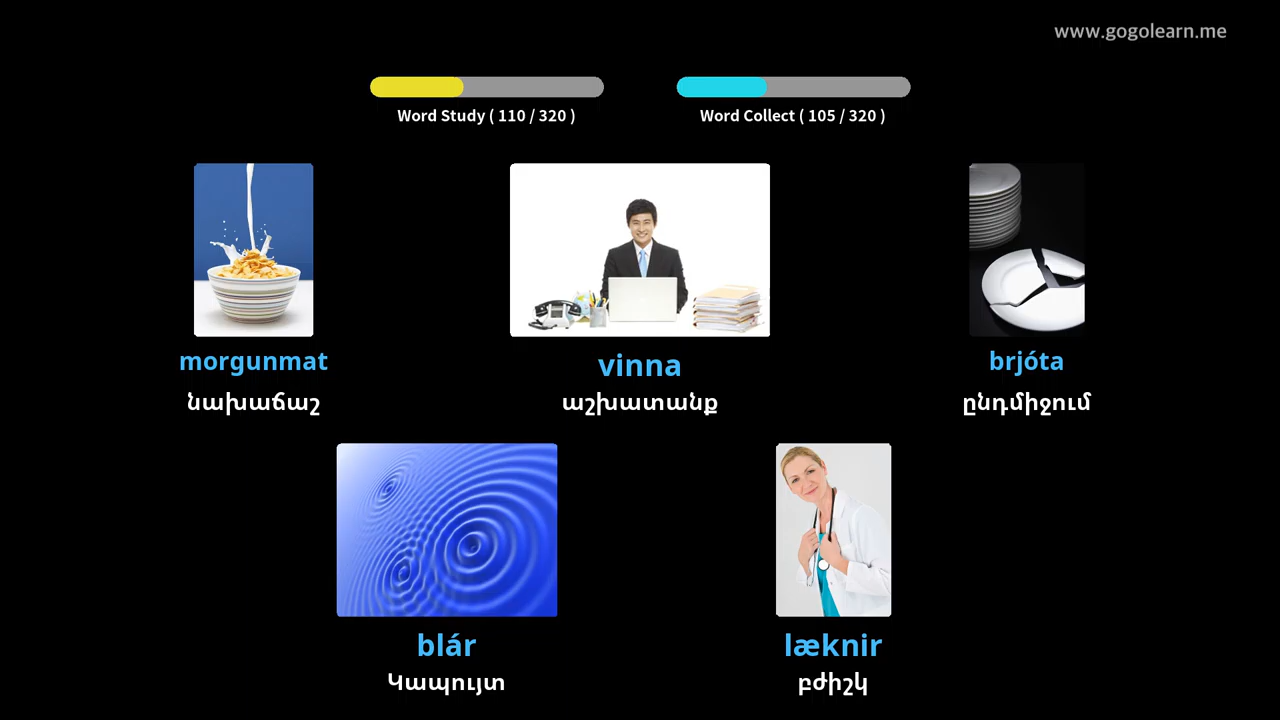 www.gogolearn.me
Word Study ( 110 / 320 )
Word Collect ( 105 / 320 )
morgunmat
նախաճաշ
vinna
աշխատանք
brjóta
ընդմիջում
blár
Կապույտ
læknir
բժիշկ